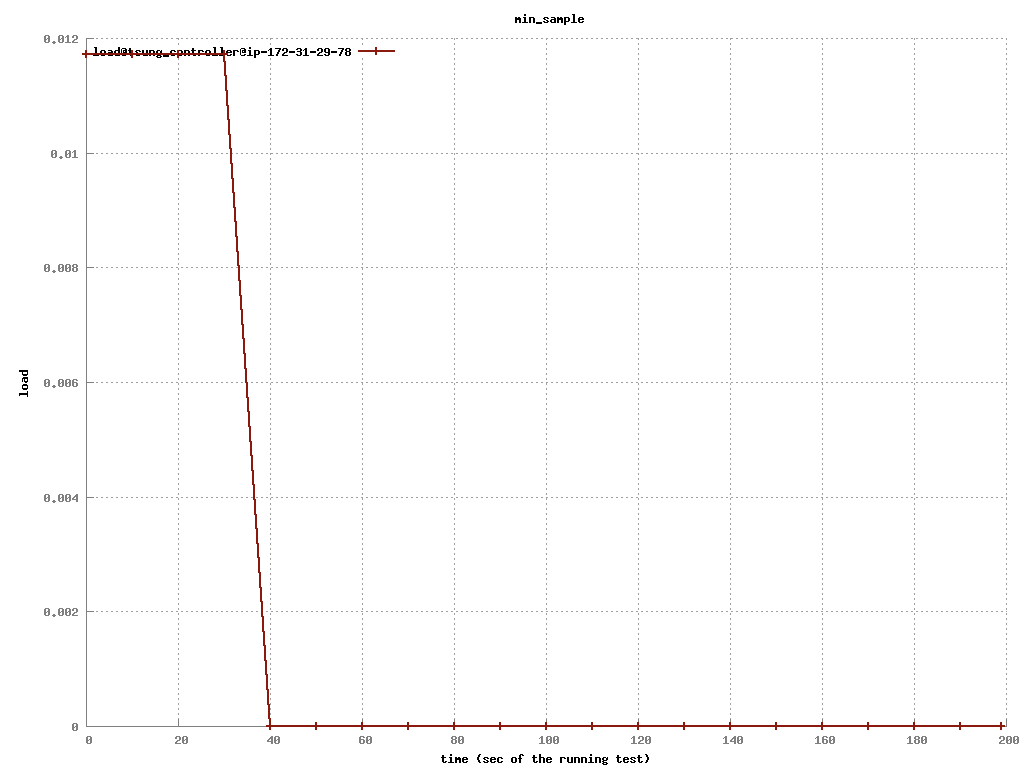 min_sample
0.012
load@tsung_controller@ip-172-31-29-78
0.01
0.008
0.006
load
0.004
0.002
0
0 20 40 60 80 100 120 140 160 180 200
time (sec of the running test)